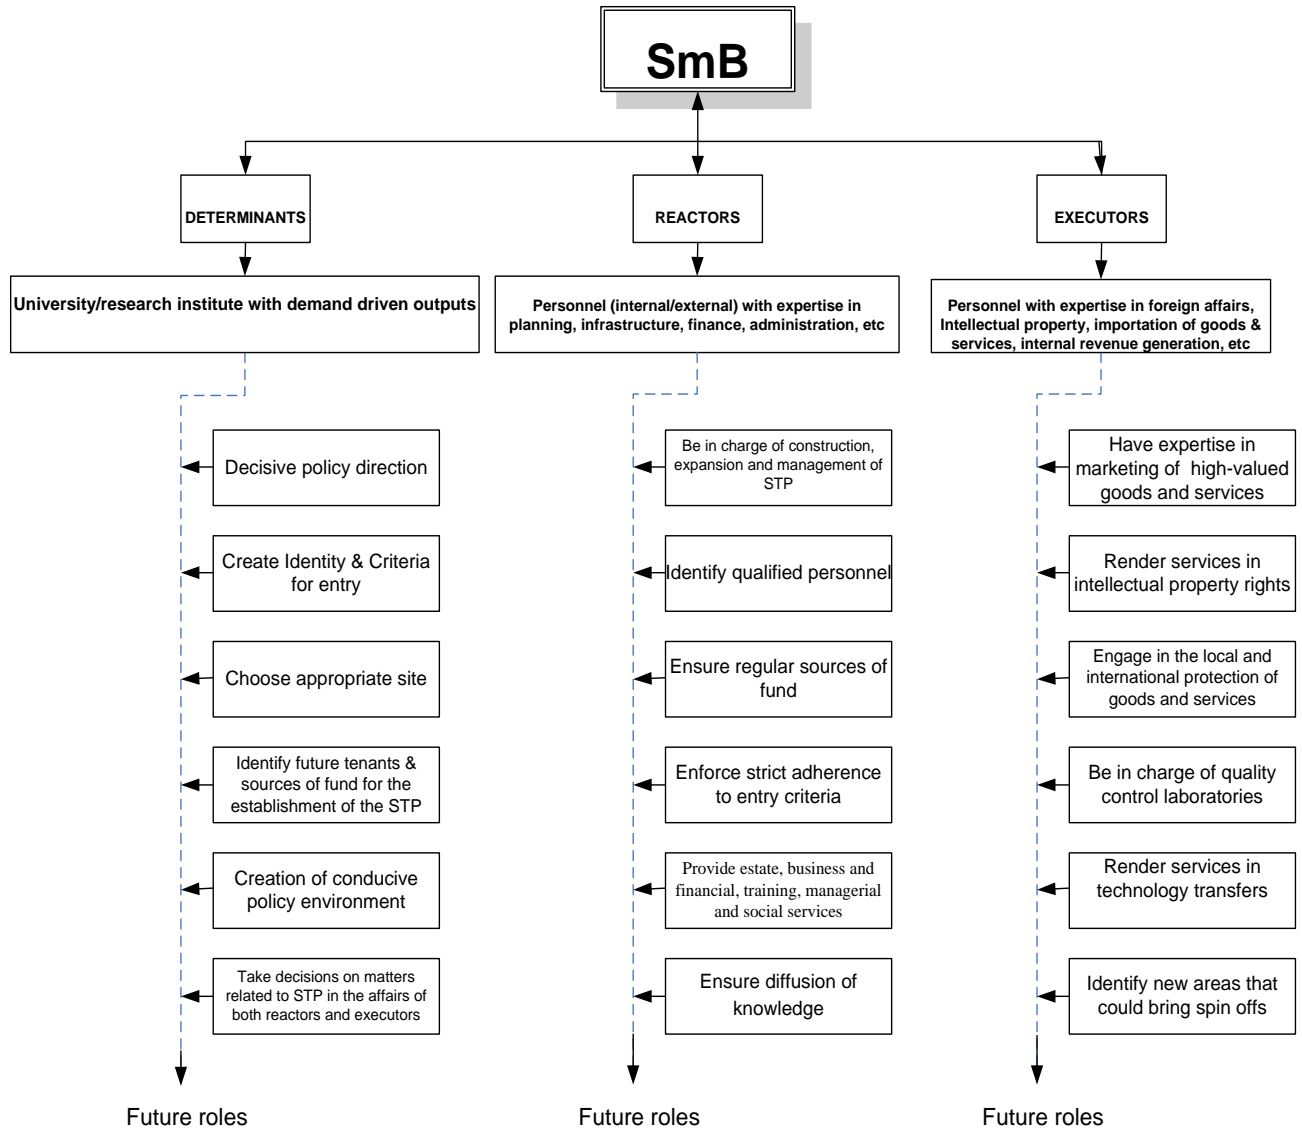 SmB
DETERMINANTS
REACTORS
EXECUTORS
University/research institute with demand driven outputs
Personnel (internal/external) with expertise in
planning, infrastructure, finance, administration, etc
Personnel with expertise in foreign affairs,
Intellectual property, importation of goods &
services, internal revenue generation, etc
Decisive policy direction
Create Identity & Criteria
for entry
Choose appropriate site
Identify future tenants &
sources of fund for the
establishment of the STP
Creation of conducive
policy environment
Take decisions on matters
related to STP in the affairs of
both reactors and executors
Future roles
Be in charge of construction,
expansion and management of
STP
Identify qualified personnel
Ensure regular sources of
fund
Enforce strict adherence
to entry criteria
Provide estate, business and
financial, training, managerial
and social services
Ensure diffusion of
knowledge
Future roles
Have expertise in
marketing of high-valued
goods and services
Render services in
intellectual property rights
Engage in the local and
international protection of
goods and services
Be in charge of quality
control laboratories
Render services in
technology transfers
Identify new areas that
could bring spin offs
Future roles